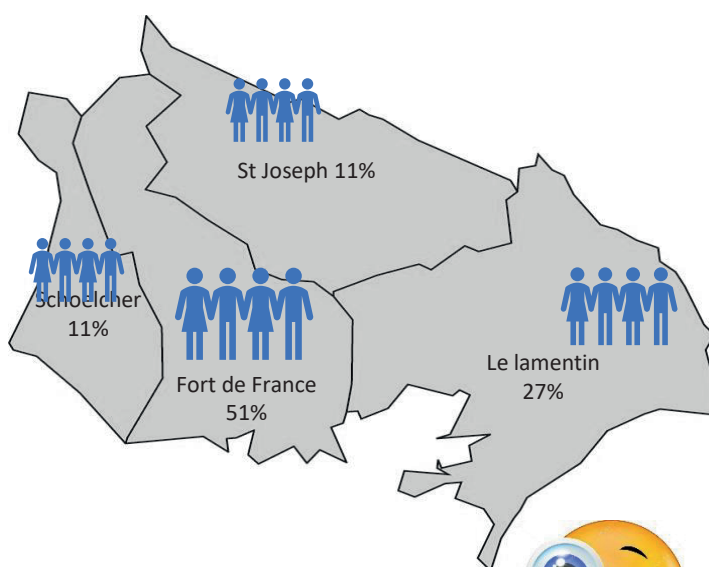 St Joseph 11%
Schoelcher
11%
Fort de France
51%
Le lamentin
27%